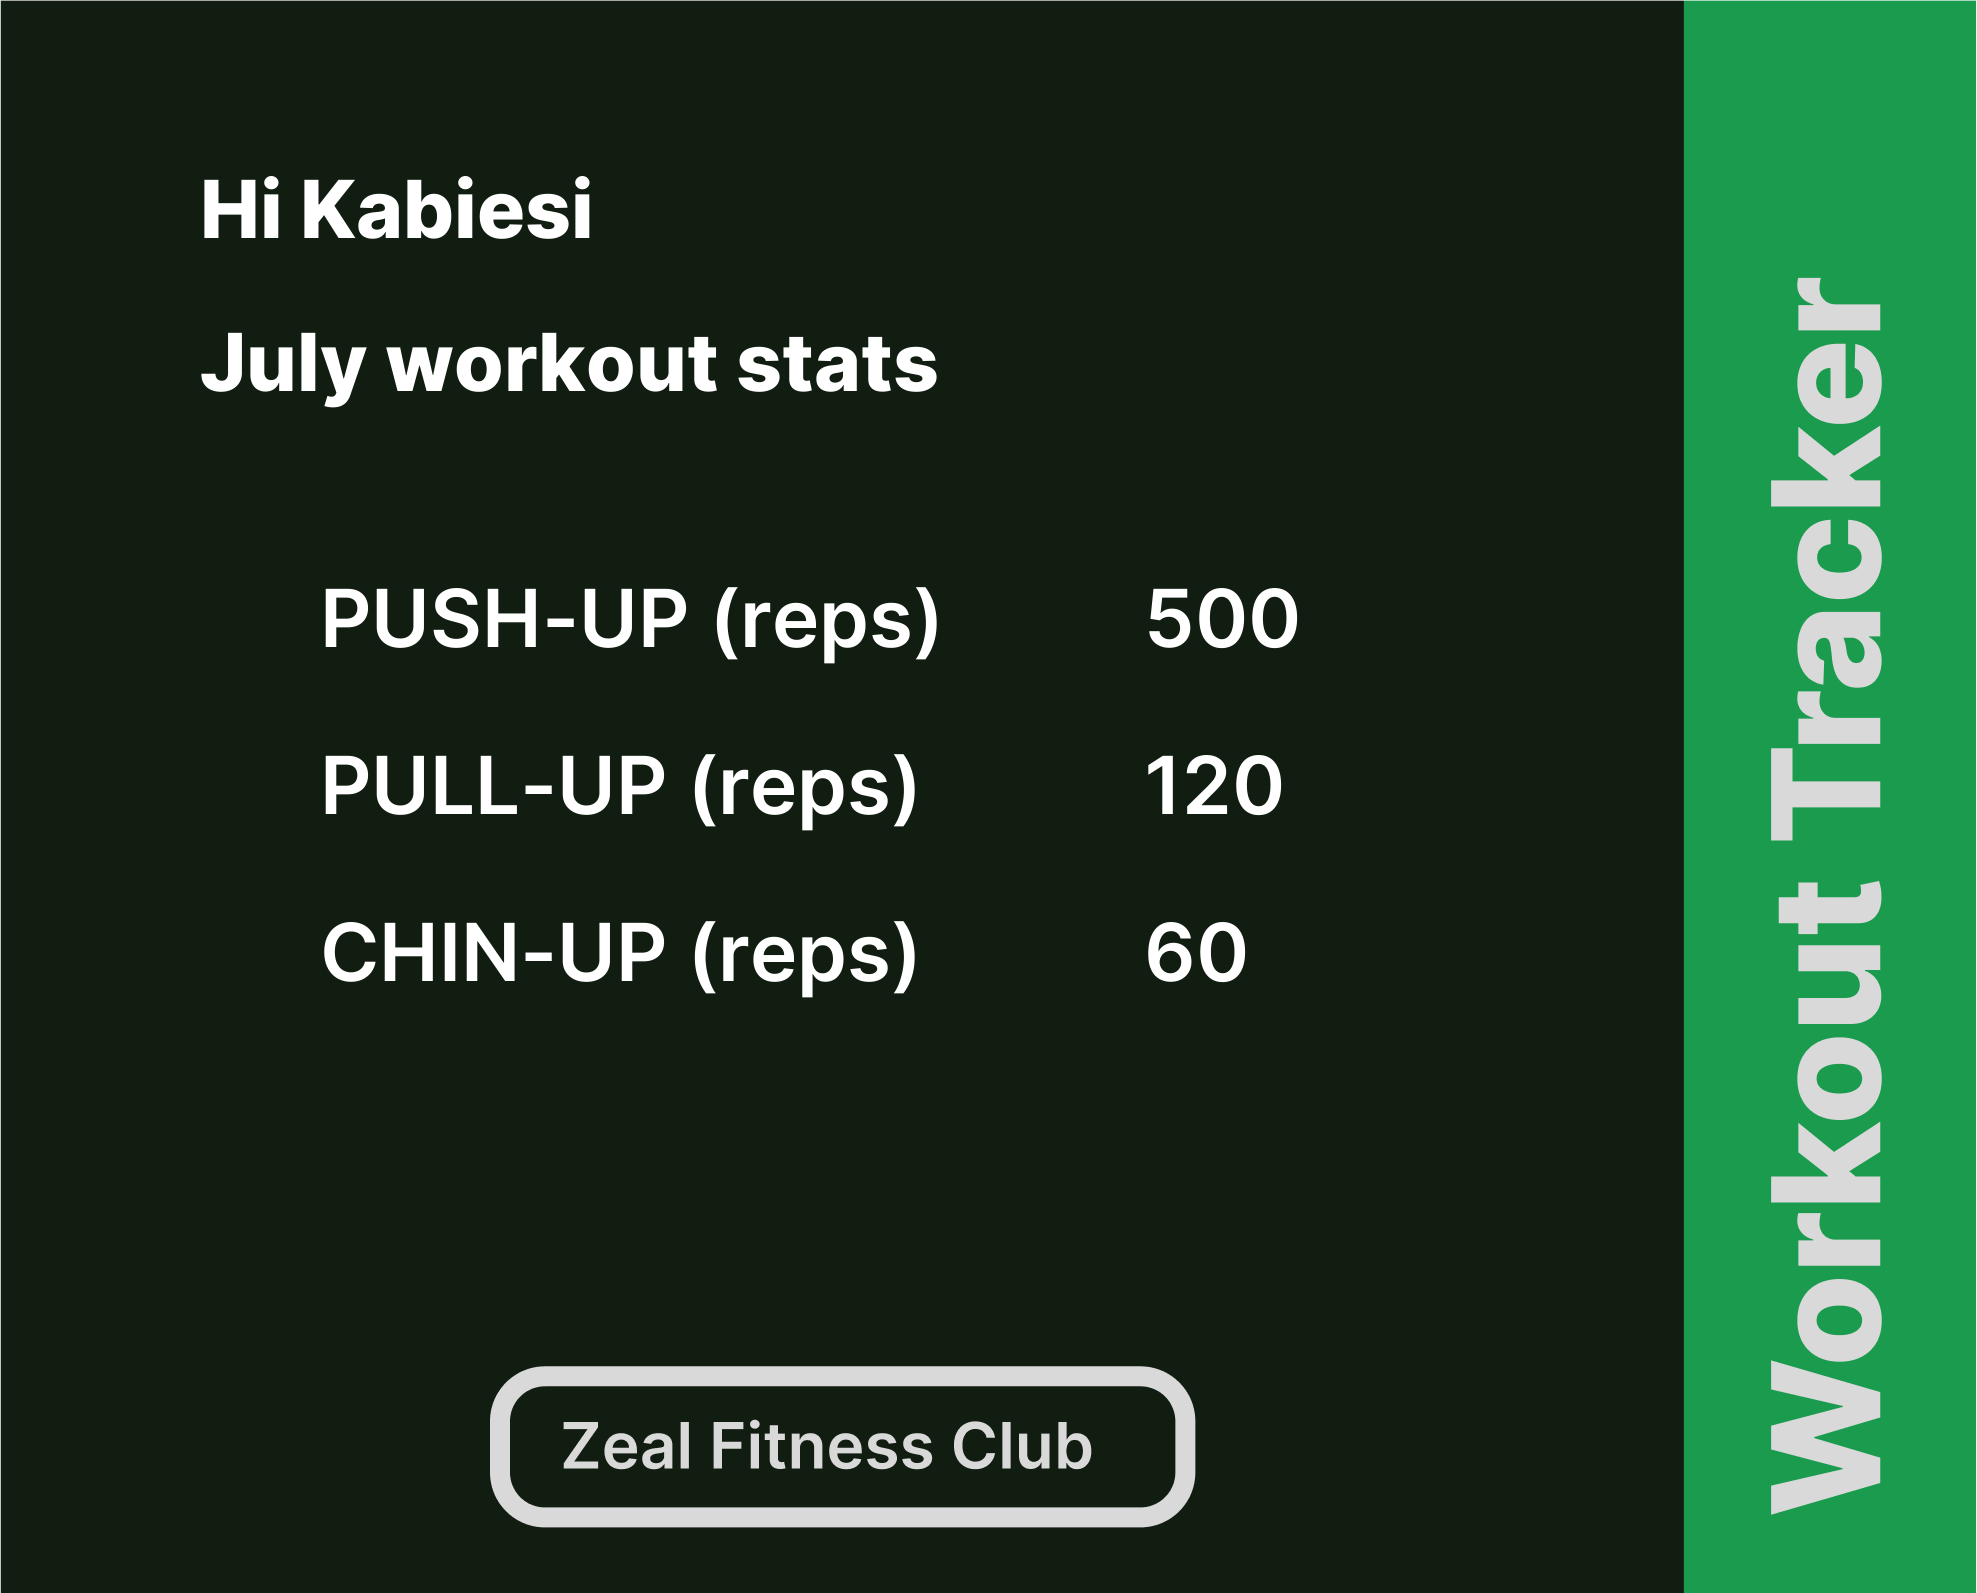 Hi Kabiesi
July workout stats
PUSH-UP (reps) 500
PULL-UP (reps) 120
CHIN-UP (reps) 60
Zeal Fitness Club
Workout Tracker